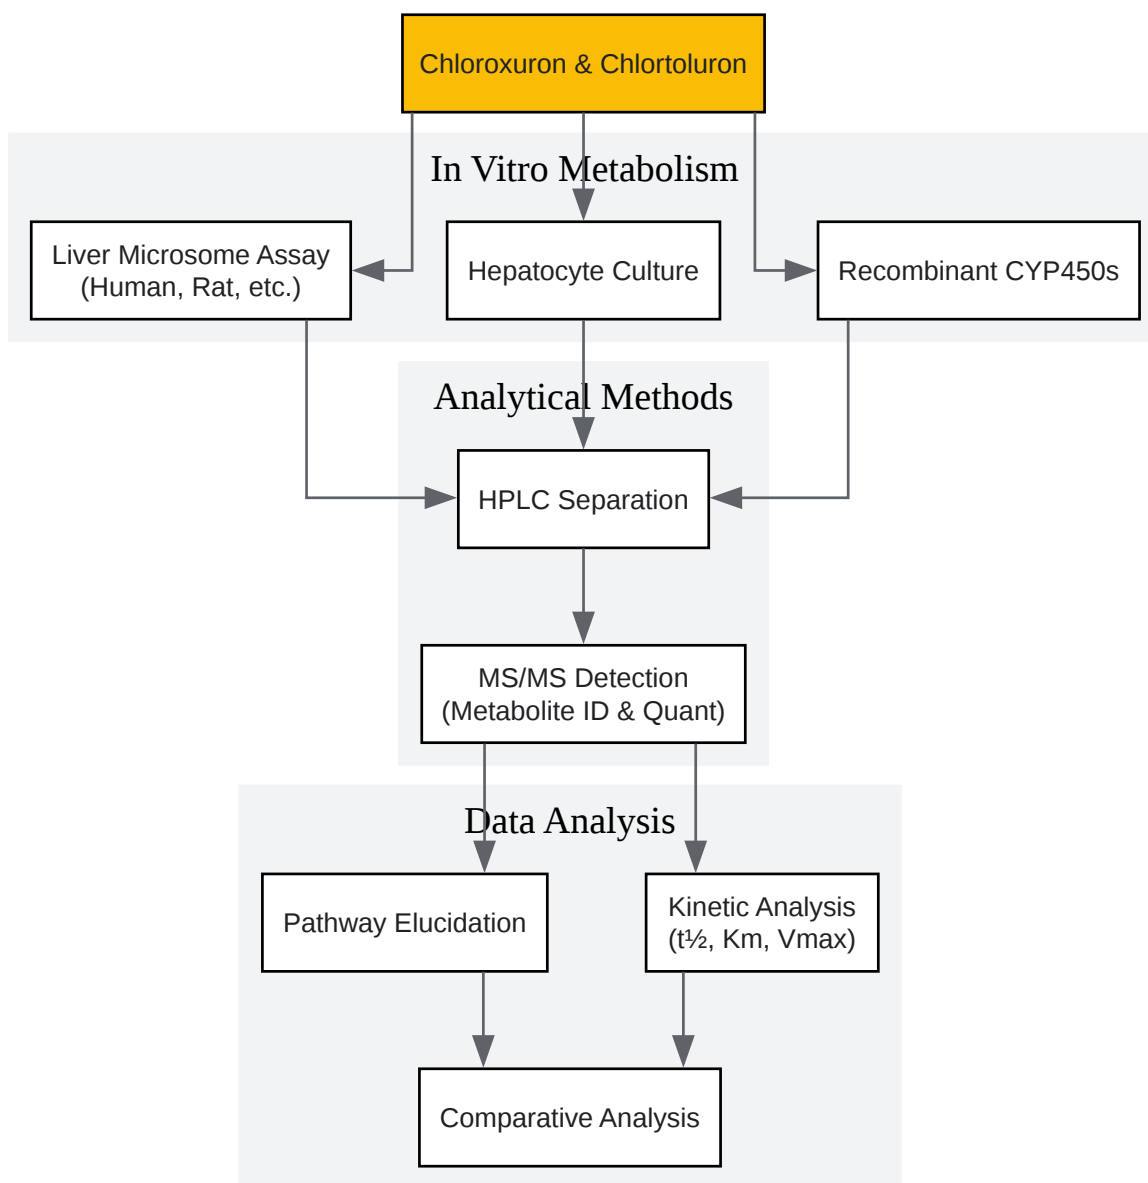 Chloroxuron & Chlortoluron
In Vitro Metabolism
Liver Microsome Assay
(Human, Rat, etc.)
Hepatocyte Culture
Recombinant CYP450s
Analytical Methods
HPLC Separation
MS/MS Detection
(Metabolite ID & Quant)
Data Analysis
Pathway Elucidation
Kinetic Analysis
(t½, Km, Vmax)
Comparative Analysis